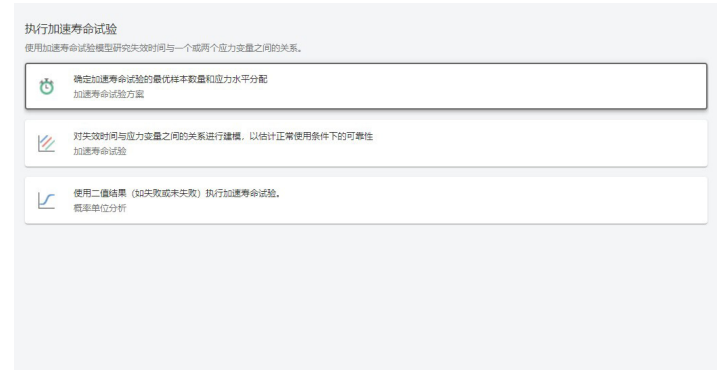 执行加速寿命试验
使用加速寿命试验模型研究失效时间与一个或两个应力变量之间的关系。
确定加速寿命试验的最优样本数量和应力水平分配
加速寿命试验方案
对失效时间与应力变量之间的关系进行建模，以估计正常使用条件下的可靠性
加速寿命试验
使用二值结果（如失败或未失败）执行加速寿命试验。
概率单位分析